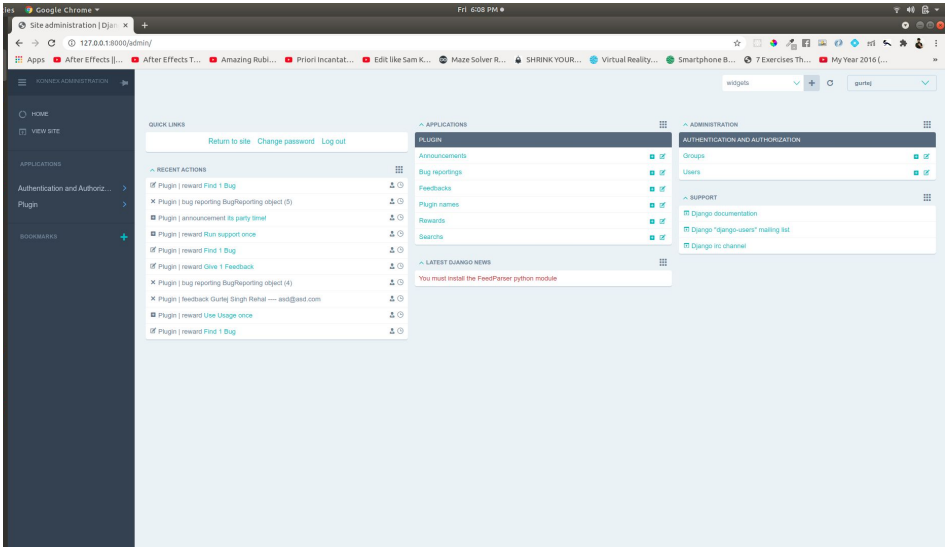 ies Google Chrome Fri 6:08 PM
Site administration | Djan
127.0.0.1:8000/admin/
Apps After Effects ||... After Effects T... Amazing Rubi... Priori Incantat... Edit like Sam K... Maze Solver R... SHRINK YOUR... Virtual Reality... Smartphone B... 7 Exercises Th... My Year 2016 (...
KONNEX ADMINISTRATION
widgets
gurtej
HOME
VIEW SITE
APPLICATIONS
Authentication and Authoriz...
Plugin
BOOKMARKS
QUICK LINKS
Return to site Change password Log out
RECENT ACTIONS
Plugin | reward Find 1 Bug
Plugin | bug reporting BugReporting object (5)
Plugin | announcement its party time!
Plugin | reward Run support once
Plugin | reward Find 1 Bug
Plugin | reward Give 1 Feedback
Plugin | bug reporting BugReporting object (4)
Plugin | feedback Gurtej Singh Rehal ---- asd@asd.com
Plugin | reward Use Usage once
Plugin | reward Find 1 Bug
APPLICATIONS
PLUGIN
Announcements
Bug reportings
Feedbacks
Plugin names
Rewards
Searchs
LATEST DJANGO NEWS
You must install the FeedParser python module
ADMINISTRATION
AUTHENTICATION AND AUTHORIZATION
Groups
Users
SUPPORT
Django documentation
Django "django-users" mailing list
Django irc channel